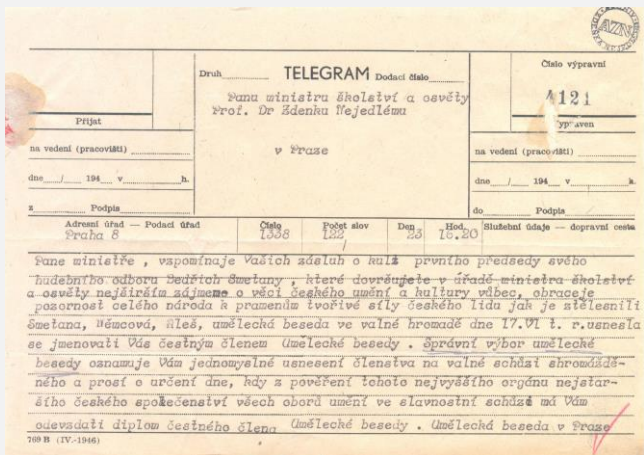 AZN
Druh TELEGRAM Dodací číslo
Číslo výpravní
Panu ministru školství a osvěty
4121
Prof. Dr Zdenku Nejedlému
Přijat
Vypraven
v Praze
na vedení (pracovišti)
na vedení (pracovišti)
dne / 194 v h.
dne / 194 v k.
z Podpis
do Podpis
Adresní úřad — Podací úřad Číslo Počet slov Den Hod. Služební údaje — dopravní cesta
Praha 8 1338 122/ 23 16.20
Pane ministře , vzpomínaje Vašich zásluh o kult prvního předsedy svého
hudebního odboru Bedřich Smetany , které dovršujete v úřadě ministra školství
a osvěty nejširším zájmem o věci českého umění a kultury vůbec, obraceje
pozornost celého národa k pramenům tvořivé síly českého lidu jak je ztělesnili
Smetana, Němcová, Aleš, umělecká beseda ve valné hromadě dne 17.VI t. r.usnesla
se jmenovati Vás čestným členem Umělecké besedy . Správní výbor umělecké
besedy oznamuje Vám jednomyslné usnesení členstva na valné schůzi shromáždě-
ného a prosí o určení dne, kdy z pověření tohoto nejvyššího orgánu nejstar-
šího českého společenství všech oborů umění ve slavnostní schůzi má Vám
odevzdati diplom čestného člena Umělecké besedy . Umělecká beseda v Praze
769 B (IV.-1946)